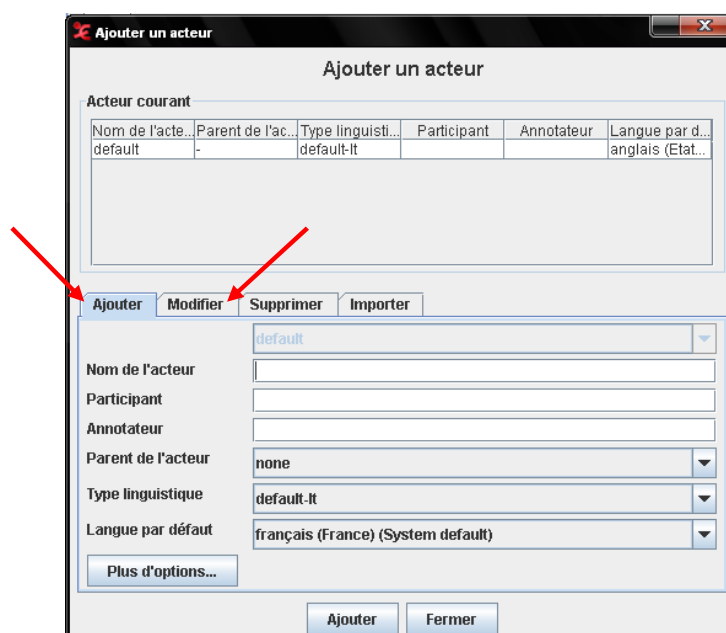 Ajouter un acteur
Ajouter un acteur
Acteur courant
Nom de l'acte... Parent de l'ac... Type linguisti... Participant Annotateur Langue par d...
default - default-lt anglais (Etat...
Ajouter Modifier Supprimer Importer
default
Nom de l'acteur
Participant
Annotateur
Parent de l'acteur none
Type linguistique default-lt
Langue par défaut français (France) (System default)
Plus d'options...
Ajouter Fermer